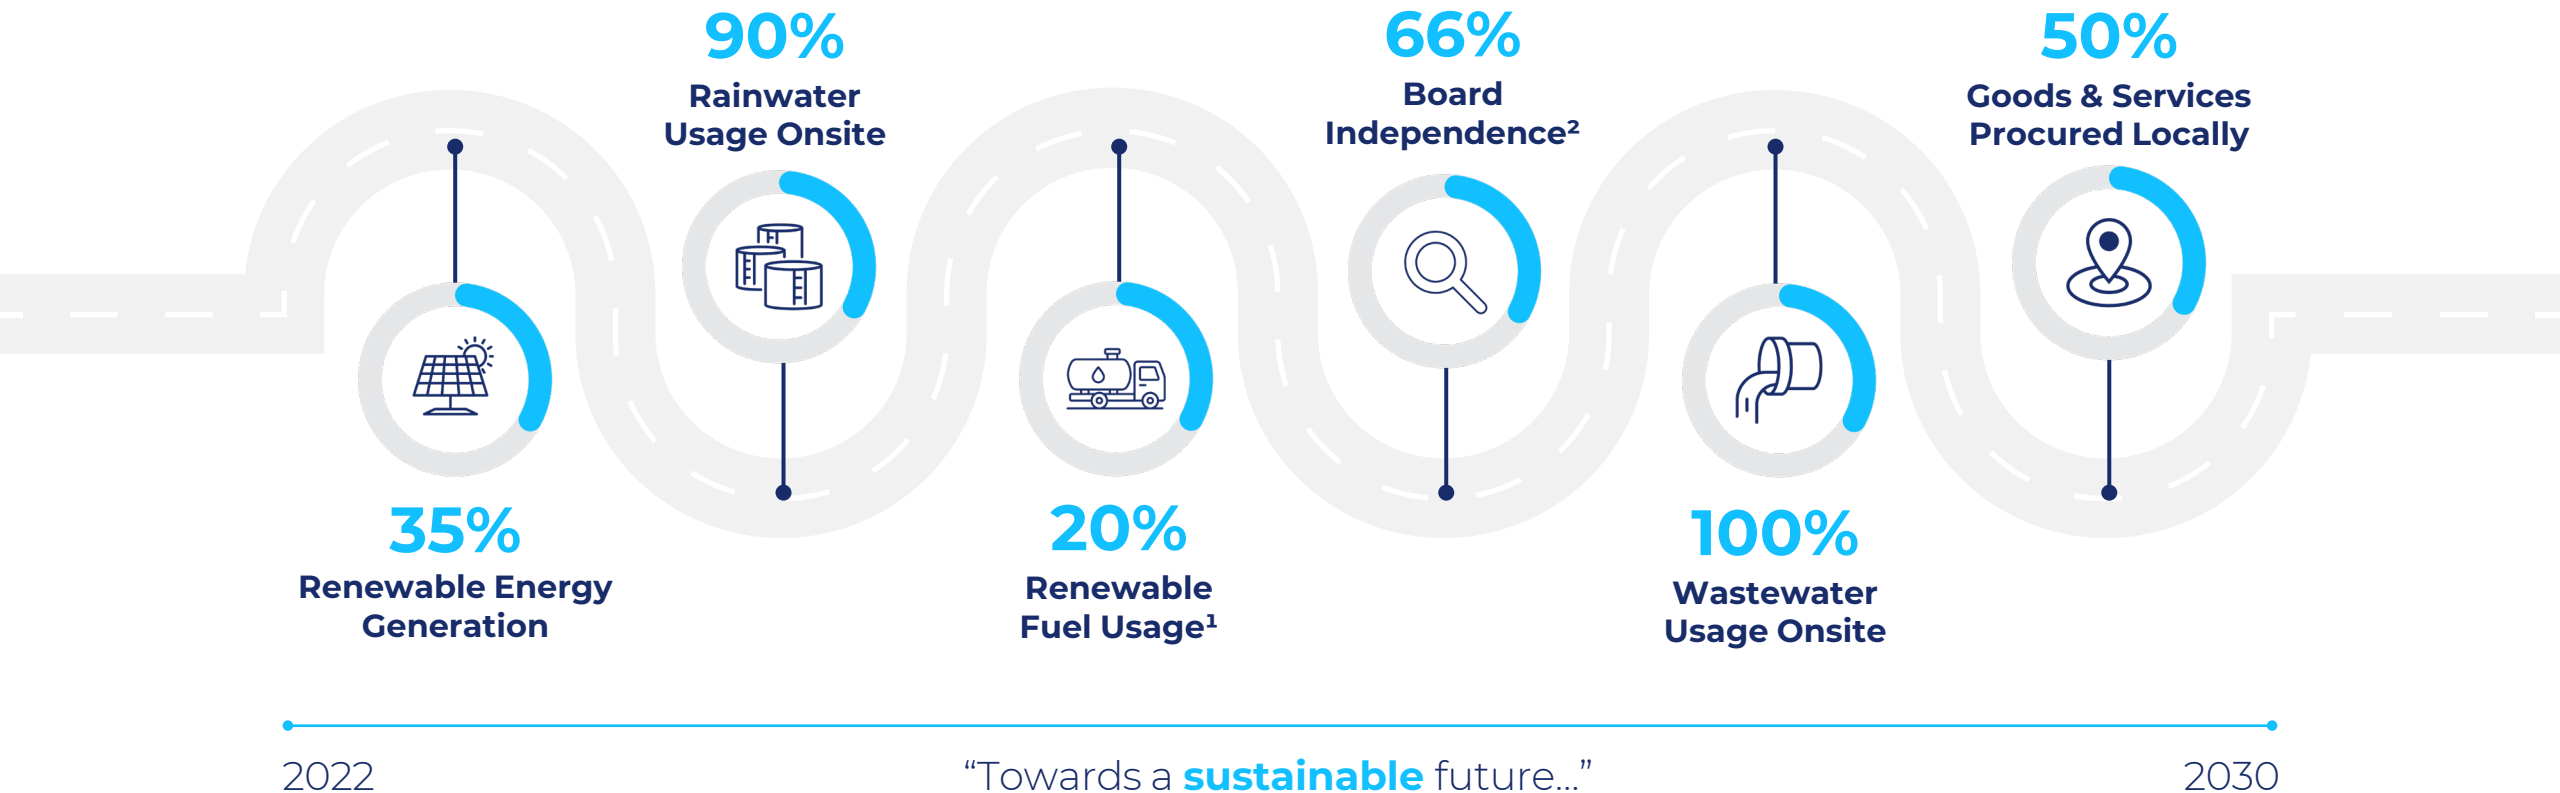 90%
Rainwater
Usage Onsite
66%
Board
Independence²
50%
Goods & Services
Procured Locally
35%
Renewable Energy
Generation
20%
Renewable
Fuel Usage¹
100%
Wastewater
Usage Onsite
2022
“Towards a sustainable future...”
2030